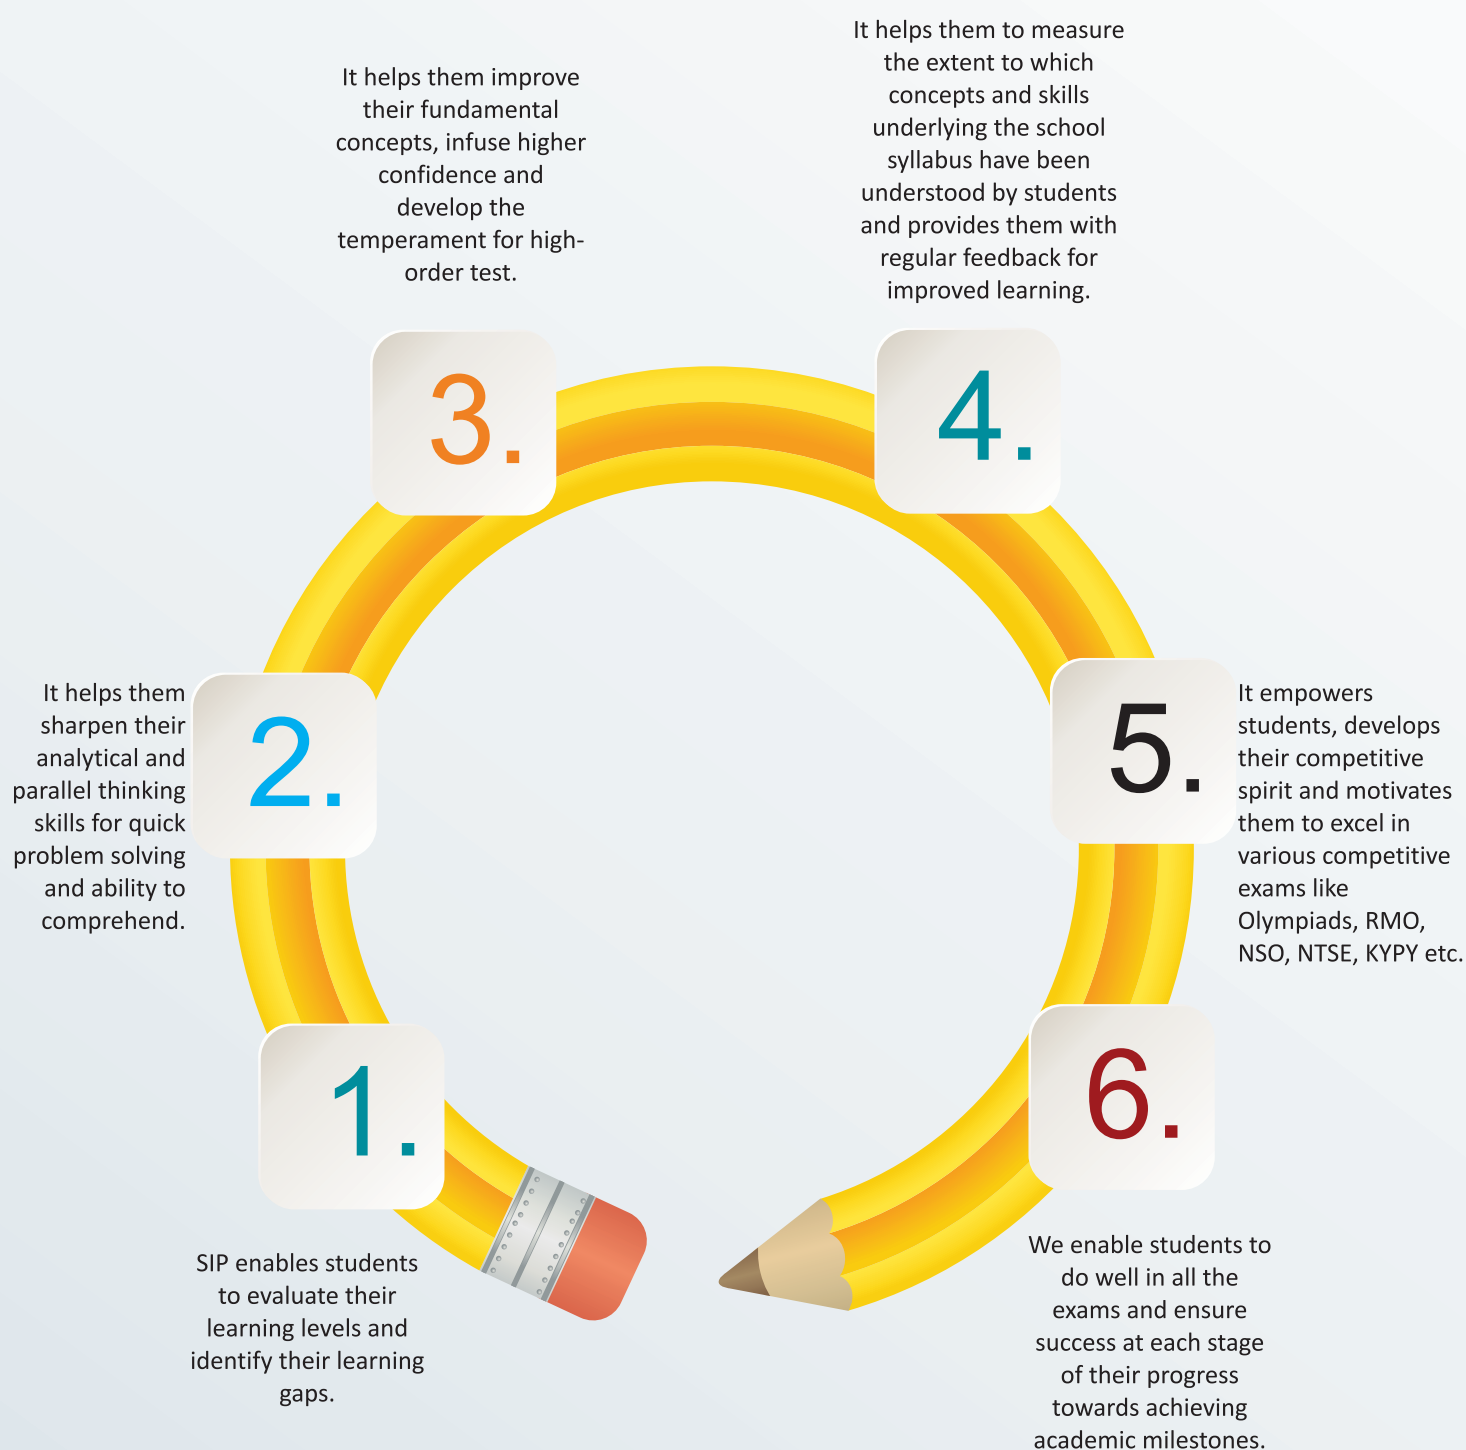 It helps them to measure
the extent to which
concepts and skills
underlying the school
syllabus have been
understood by students
and provides them with
regular feedback for
improved learning.
It helps them improve
their fundamental
concepts, infuse higher
confidence and
develop the
temperament for high-
order test.
3.
4.
It helps them
sharpen their
analytical and
parallel thinking
skills for quick
problem solving
and ability to
comprehend.
2.
5.
It empowers
students, develops
their competitive
spirit and motivates
them to excel in
various competitive
exams like
Olympiads, RMO,
NSO, NTSE, KYPY etc.
1.
6.
SIP enables students
to evaluate their
learning levels and
identify their learning
gaps.
We enable students to
do well in all the
exams and ensure
success at each stage
of their progress
towards achieving
academic milestones.